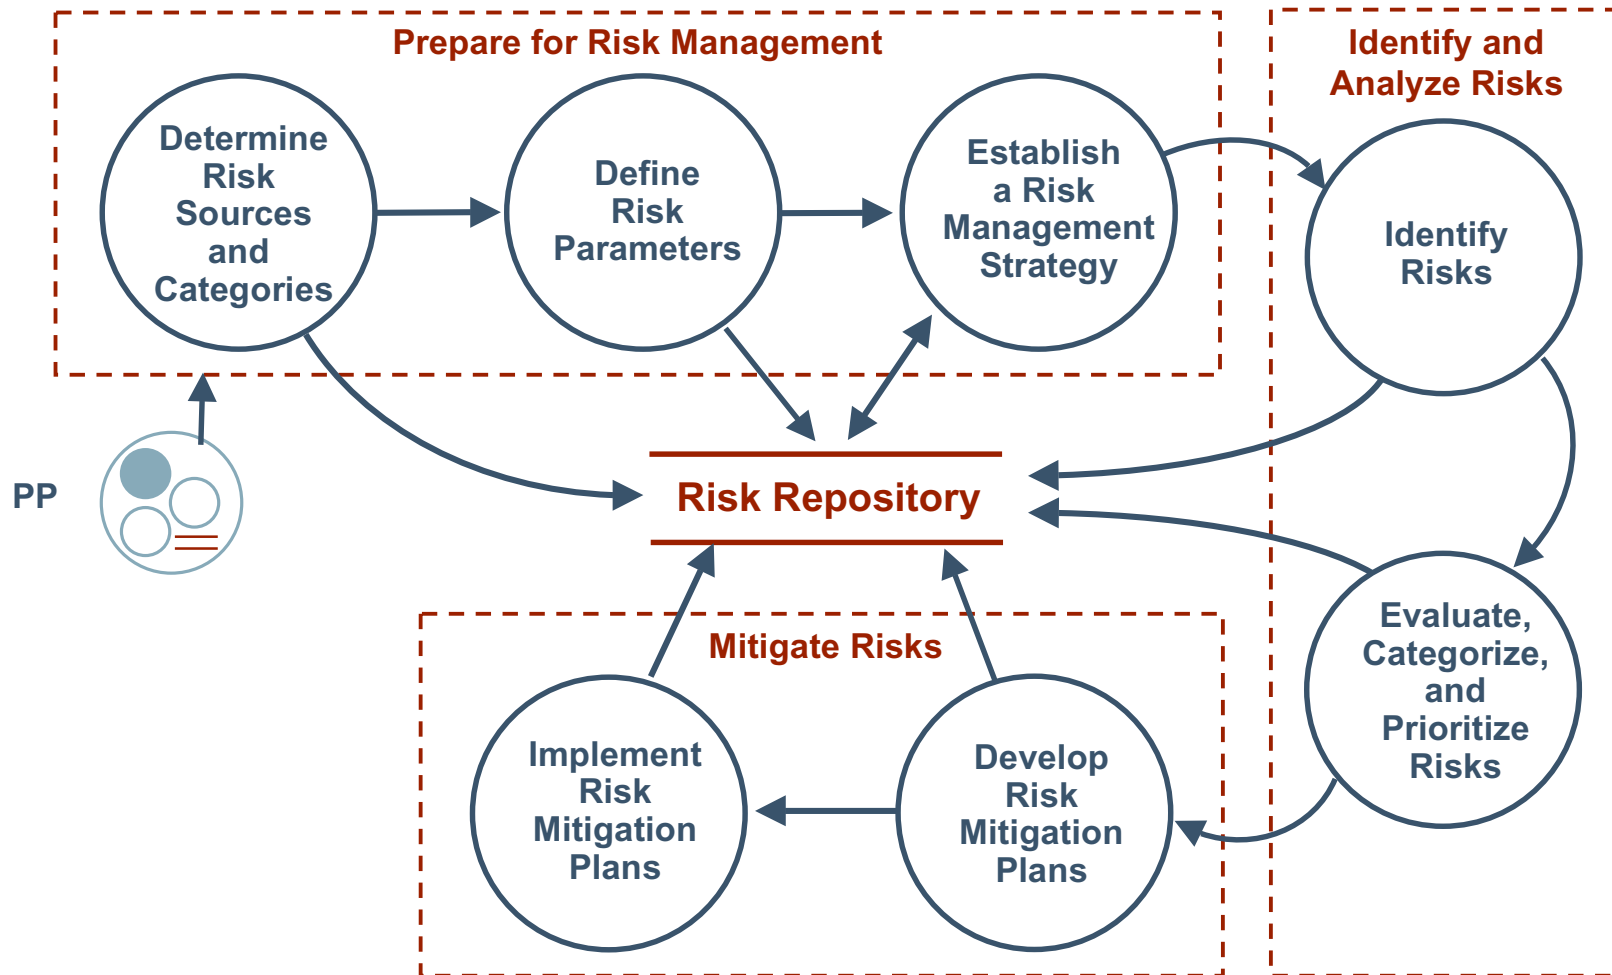 Prepare for Risk Management
Identify and
Analyze Risks
Determine
Risk
Sources
and
Categories
Define
Risk
Parameters
Establish
a Risk
Management
Strategy
Identify
Risks
PP
Risk Repository
Mitigate Risks
Implement
Risk
Mitigation
Plans
Develop
Risk
Mitigation
Plans
Evaluate,
Categorize,
and
Prioritize
Risks